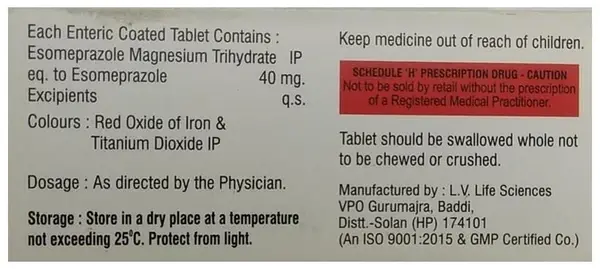 Each Enteric Coated Tablet Contains :
Esomeprazole Magnesium Trihydrate IP
eq. to Esomeprazole 40 mg.
Excipients q.s.
Colours : Red Oxide of Iron &
Titanium Dioxide IP
Dosage : As directed by the Physician.
Storage : Store in a dry place at a temperature
not exceeding 25°C. Protect from light.
Keep medicine out of reach of children.
SCHEDULE 'H' PRESCRIPTION DRUG - CAUTION
Not to be sold by retail without the prescription
of a Registered Medical Practitioner.
Tablet should be swallowed whole not
to be chewed or crushed.
Manufactured by : L.V. Life Sciences
VPO Gurumajra, Baddi,
Distt.-Solan (HP) 174101
(An ISO 9001:2015 & GMP Certified Co.)